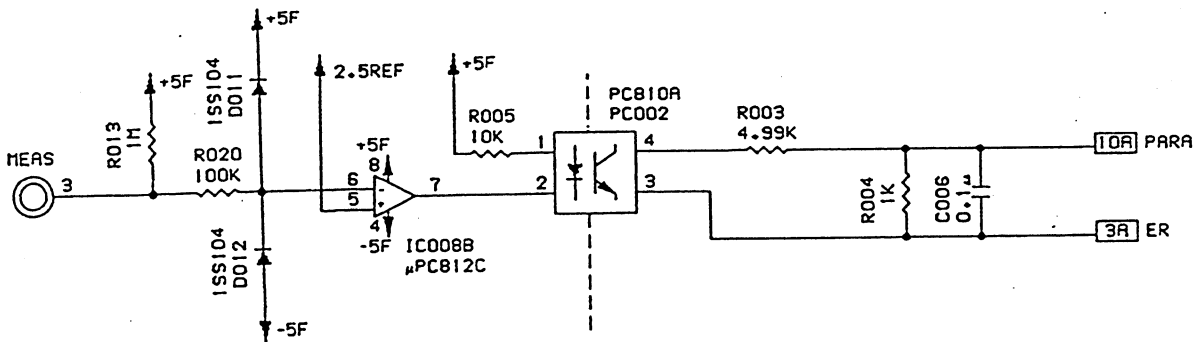 +5F
+5F
1SS104
D011
R013
1M
MEAS
3
R020
100K
1SS104
D012
-5F
2.5REF
+5F
8
6
-
5
+
7
4
-5F
IC008B
µPC812C
+5F
R005
10K
PC810A
PC002
1
2
4
3
R003
4.99K
R004
1K
C006
10A PARA
3A ER